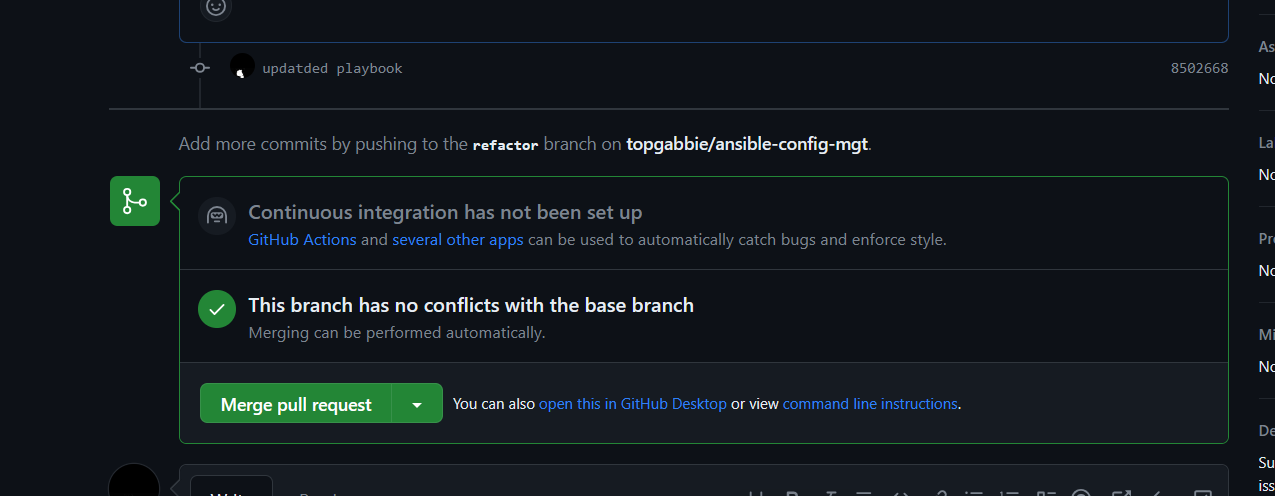 updatded playbook 8502668
As
No
Add more commits by pushing to the refactor branch on topgabbie/ansible-config-mgt.
La
No
Continuous integration has not been set up
GitHub Actions and several other apps can be used to automatically catch bugs and enforce style.
Pr
No
This branch has no conflicts with the base branch
Merging can be performed automatically.
Mi
No
Merge pull request You can also open this in GitHub Desktop or view command line instructions.
De
Su
iss